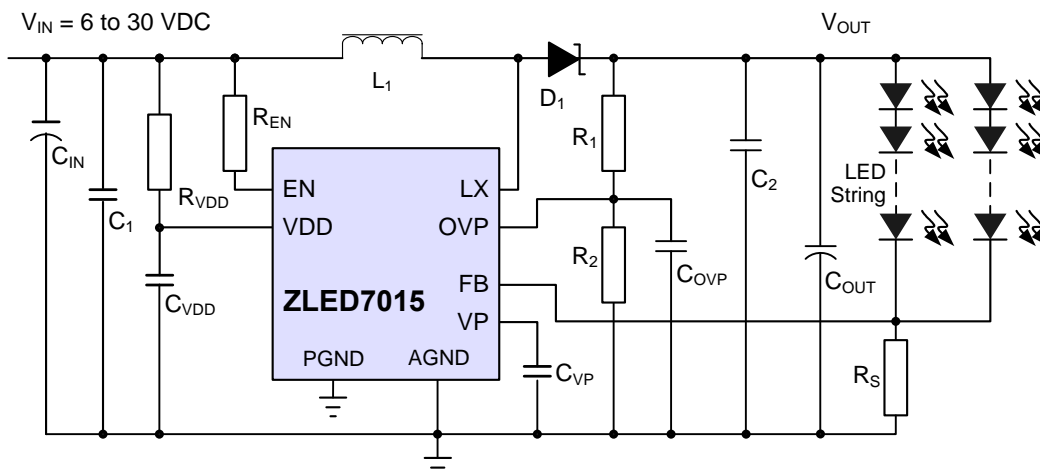 V_IN = 6 to 30 VDC
V_OUT
L_1
D_1
R_EN
R_1
C_IN
C_1
R_VDD
EN
LX
C_2
LED
String
VDD
OVP
R_2
C_OVP
C_OUT
C_VDD
ZLED7015
FB
VP
PGND
AGND
C_VP
R_S